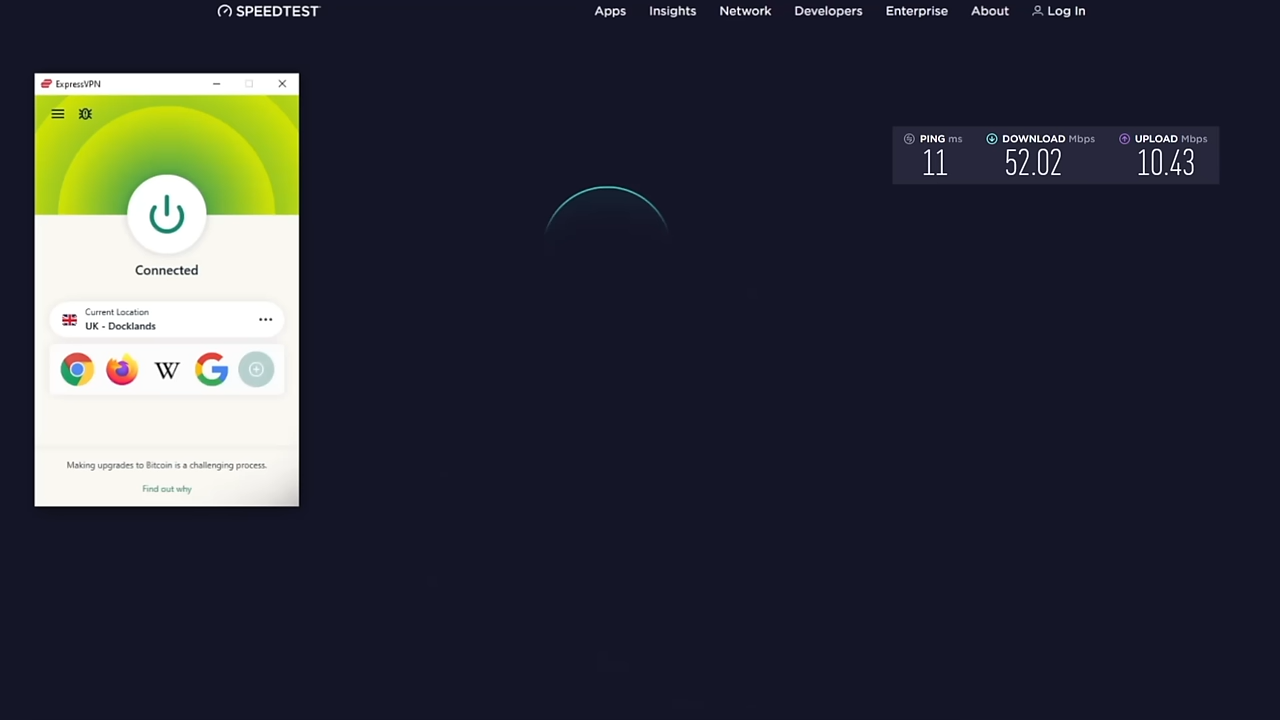 SPEEDTEST
Apps Insights Network Developers Enterprise About Log In
ExpressVPN
Connected
Current Location
UK - Docklands
W
G
Making upgrades to Bitcoin is a challenging process.
Find out why
PING ms DOWNLOAD Mbps UPLOAD Mbps
11 52.02 10.43